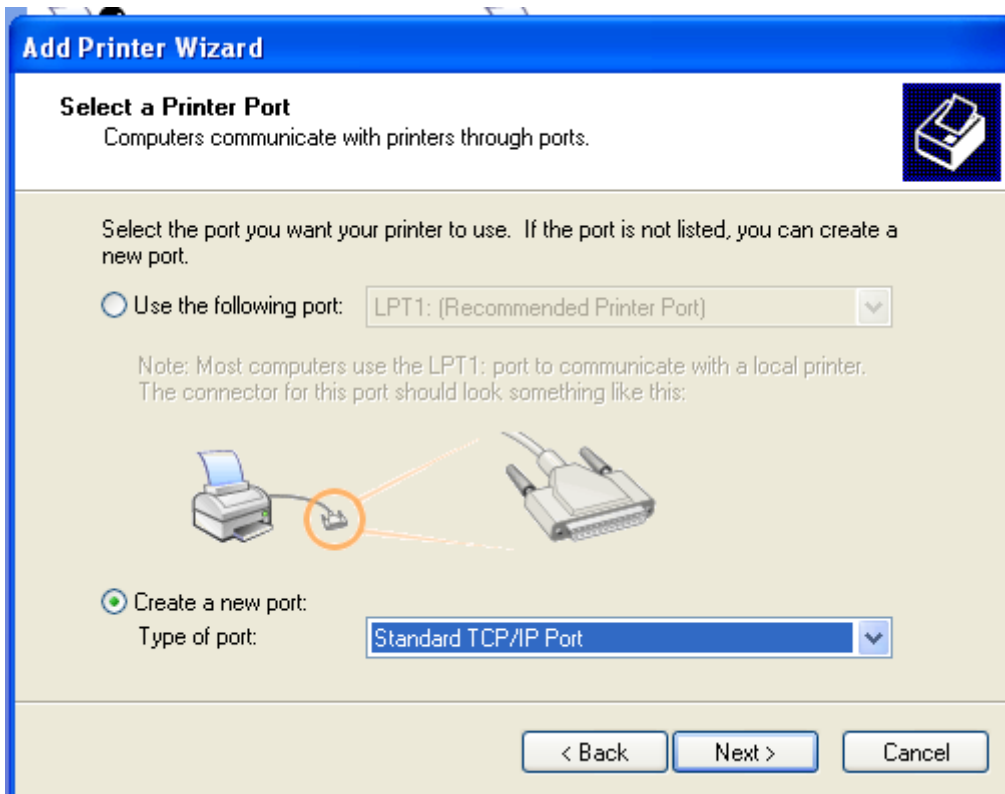 Add Printer Wizard
Select a Printer Port
Computers communicate with printers through ports.
Select the port you want your printer to use.  If the port is not listed, you can create a
new port.
Use the following port:  LPT1: (Recommended Printer Port)
Note: Most computers use the LPT1: port to communicate with a local printer.
The connector for this port should look something like this:
Create a new port:
Type of port:  Standard TCP/IP Port
< Back  Next >  Cancel